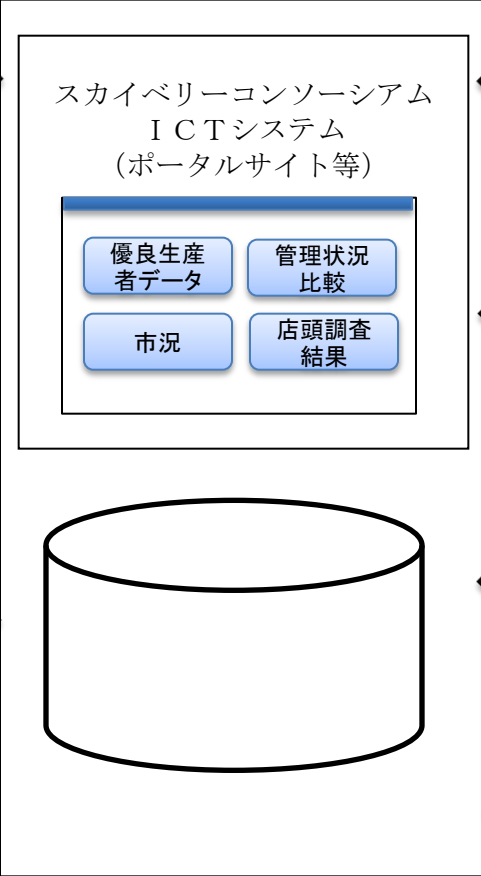 スカイベリーコンソーシアム
ＩＣＴシステム
（ポータルサイト等）
優良生産
者データ
管理状況
比較
市況
店頭調査
結果